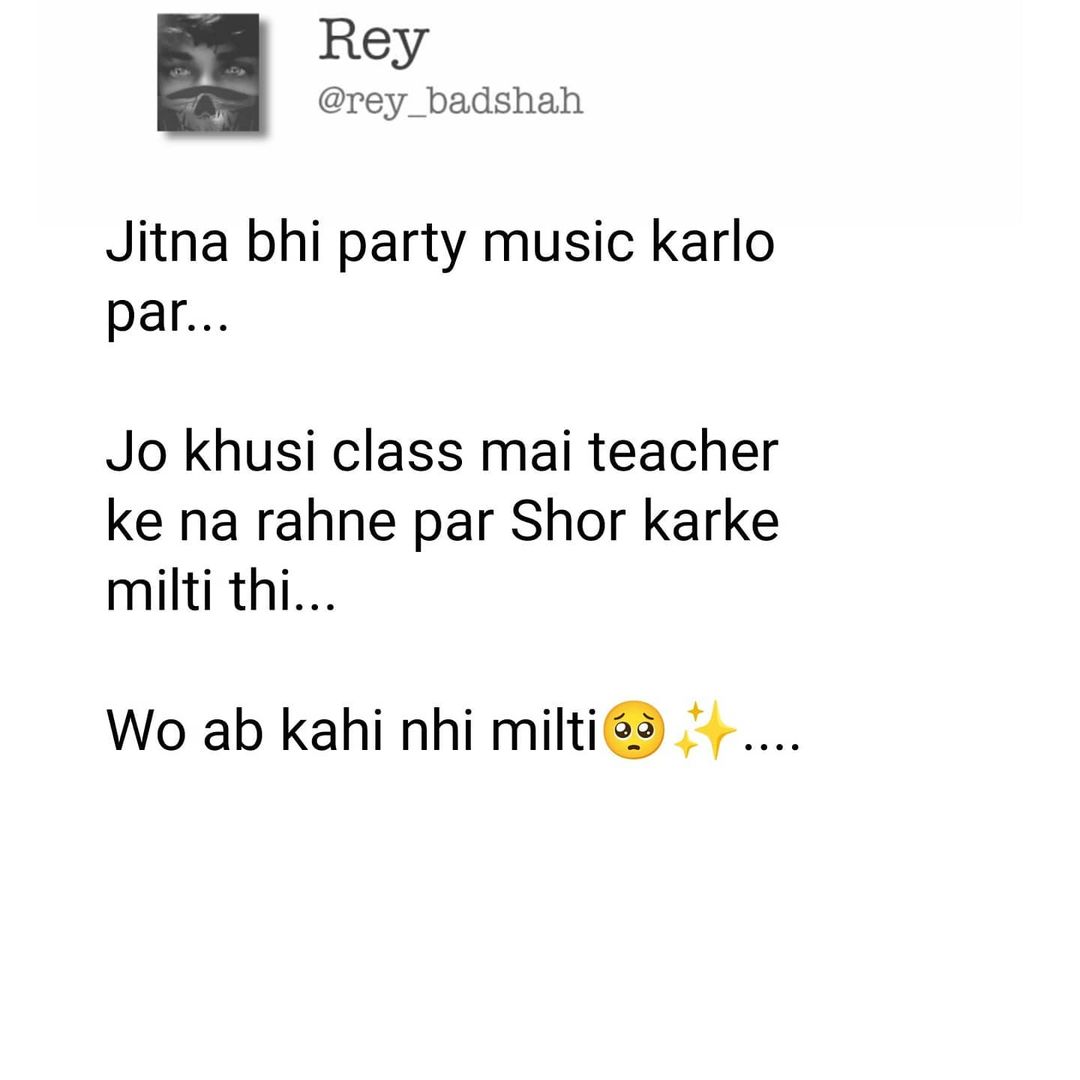 Rey
@rey_badshah
Jitna bhi party music karlo
par...
Jo khusi class mai teacher
ke na rahne par Shor karke
milti thi...
Wo ab kahi nhi milti🥺✨....